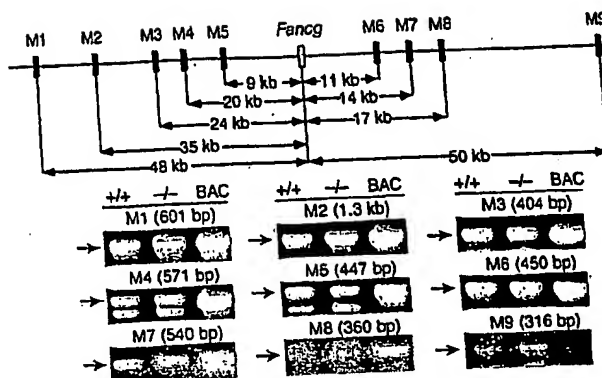 M1 M2 M3 M4 M5 Fancg M6 M7 M8 M9
9 kb 11 kb
20 kb 14 kb
24 kb 17 kb
35 kb
48 kb 50 kb
+/+ -/- BAC +/+ -/- BAC +/+ -/- BAC
M1 (601 bp) M2 (1.3 kb) M3 (404 bp)
M4 (571 bp) M5 (447 bp) M6 (450 bp)
M7 (540 bp) M8 (360 bp) M9 (316 bp)